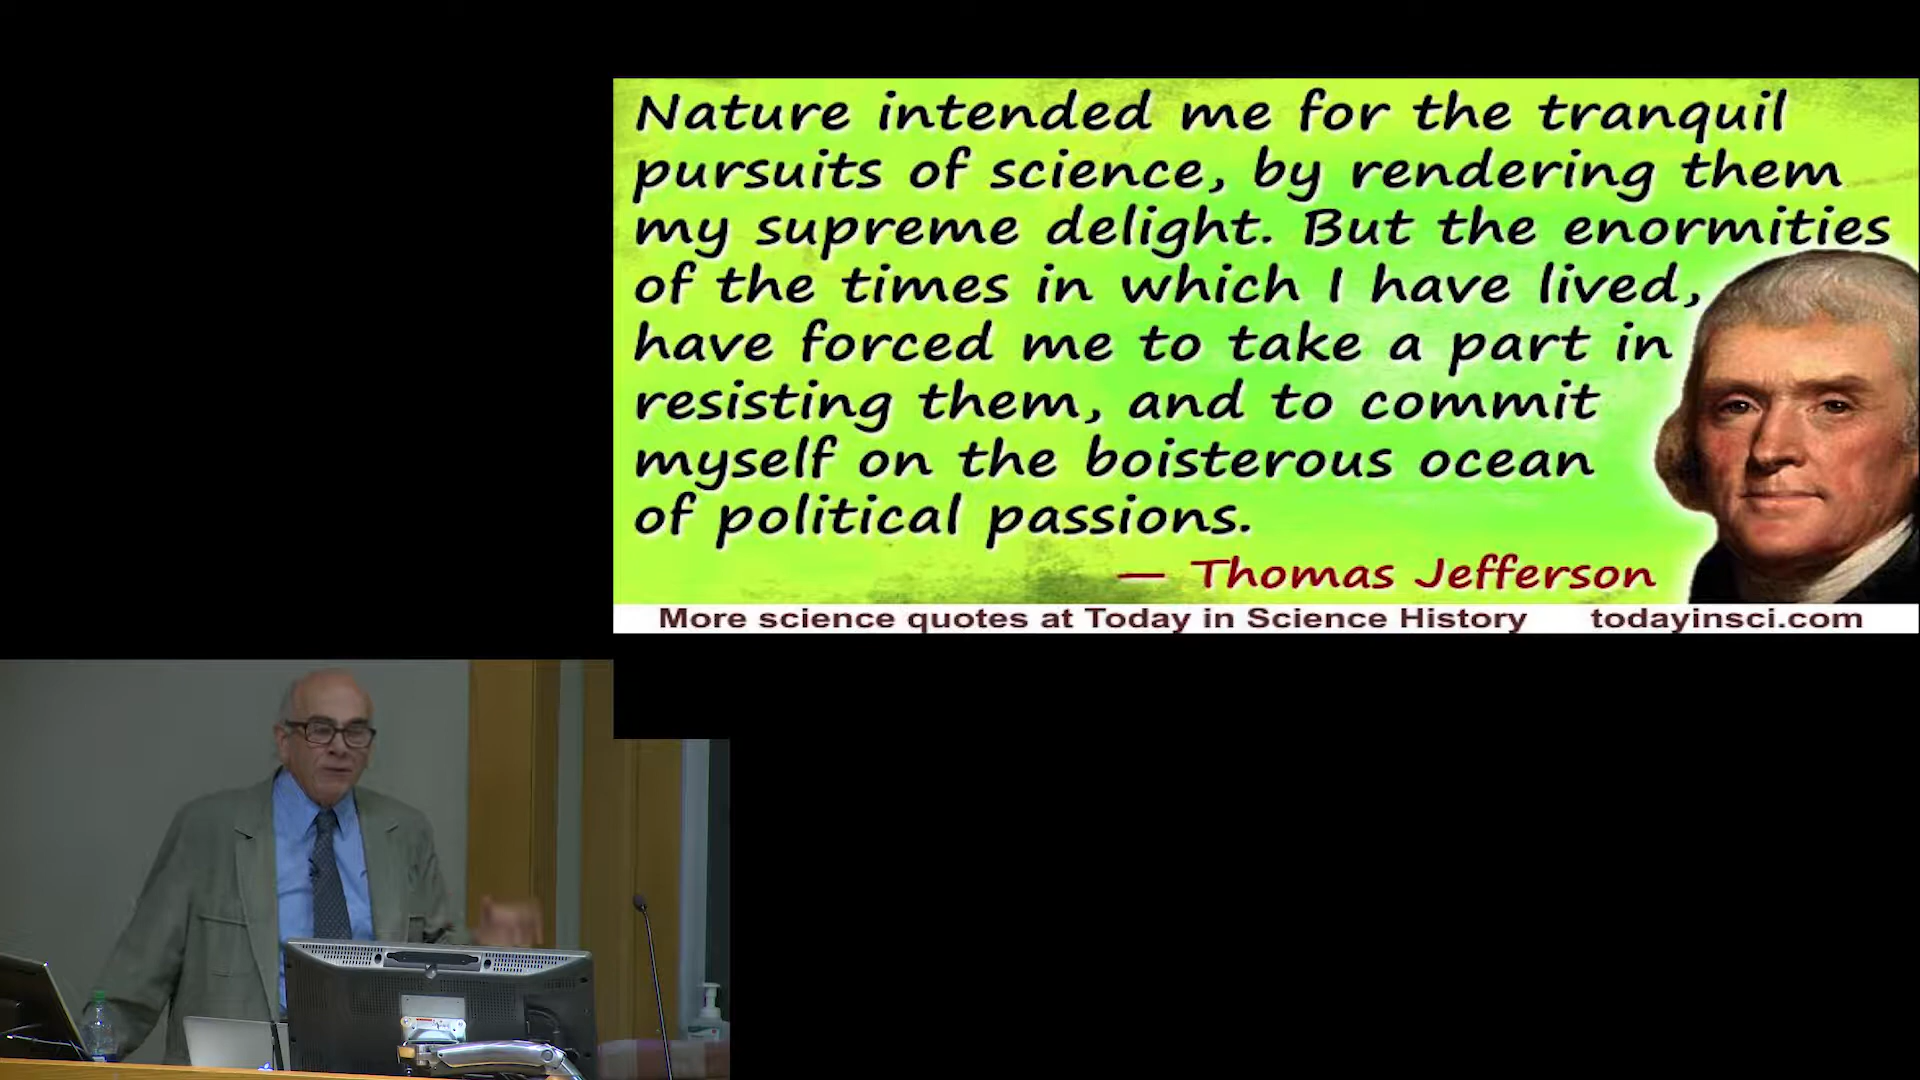 Nature intended me for the tranquil
pursuits of science, by rendering them
my supreme delight. But the enormities
of the times in which I have lived,
have forced me to take a part in
resisting them, and to commit
myself on the boisterous ocean
of political passions.
— Thomas Jefferson
More science quotes at Today in Science History todayinsci.com